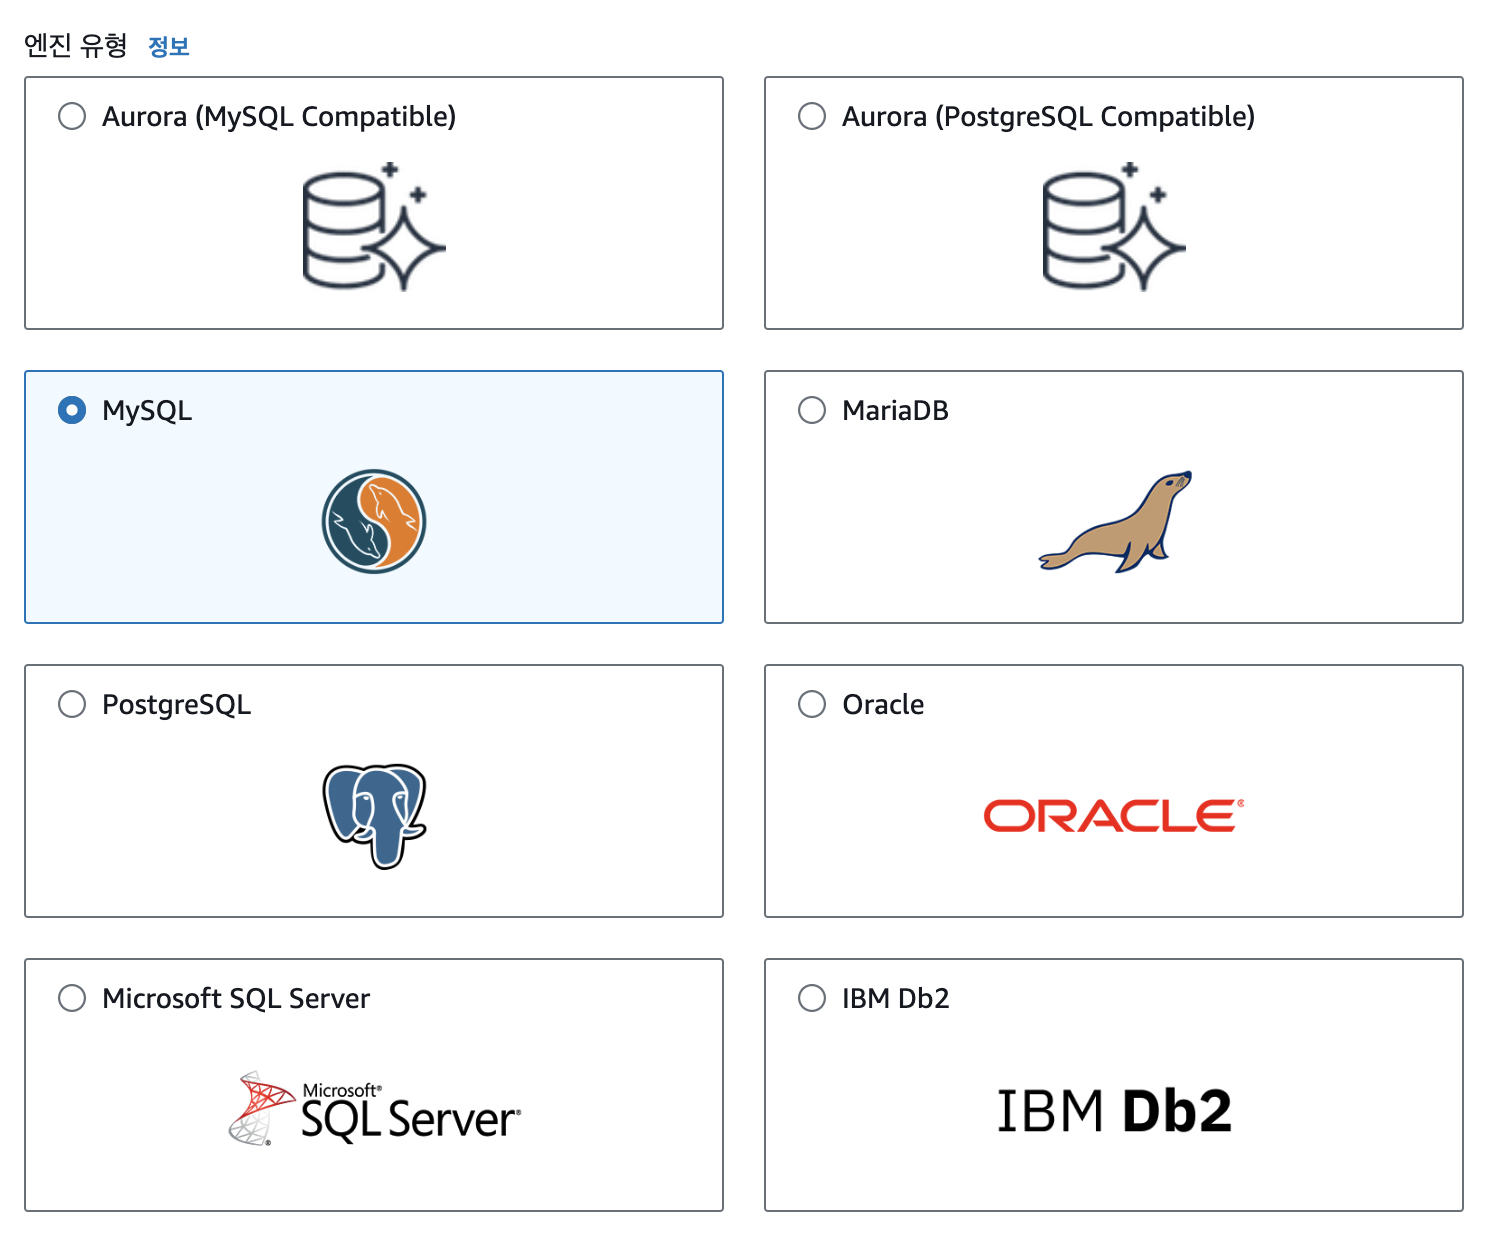 엔진 유형 정보
Aurora (MySQL Compatible)
Aurora (PostgreSQL Compatible)
MySQL
MariaDB
PostgreSQL
Oracle
ORACLE®
Microsoft SQL Server
Microsoft®
SQL Server®
IBM Db2
IBM Db2